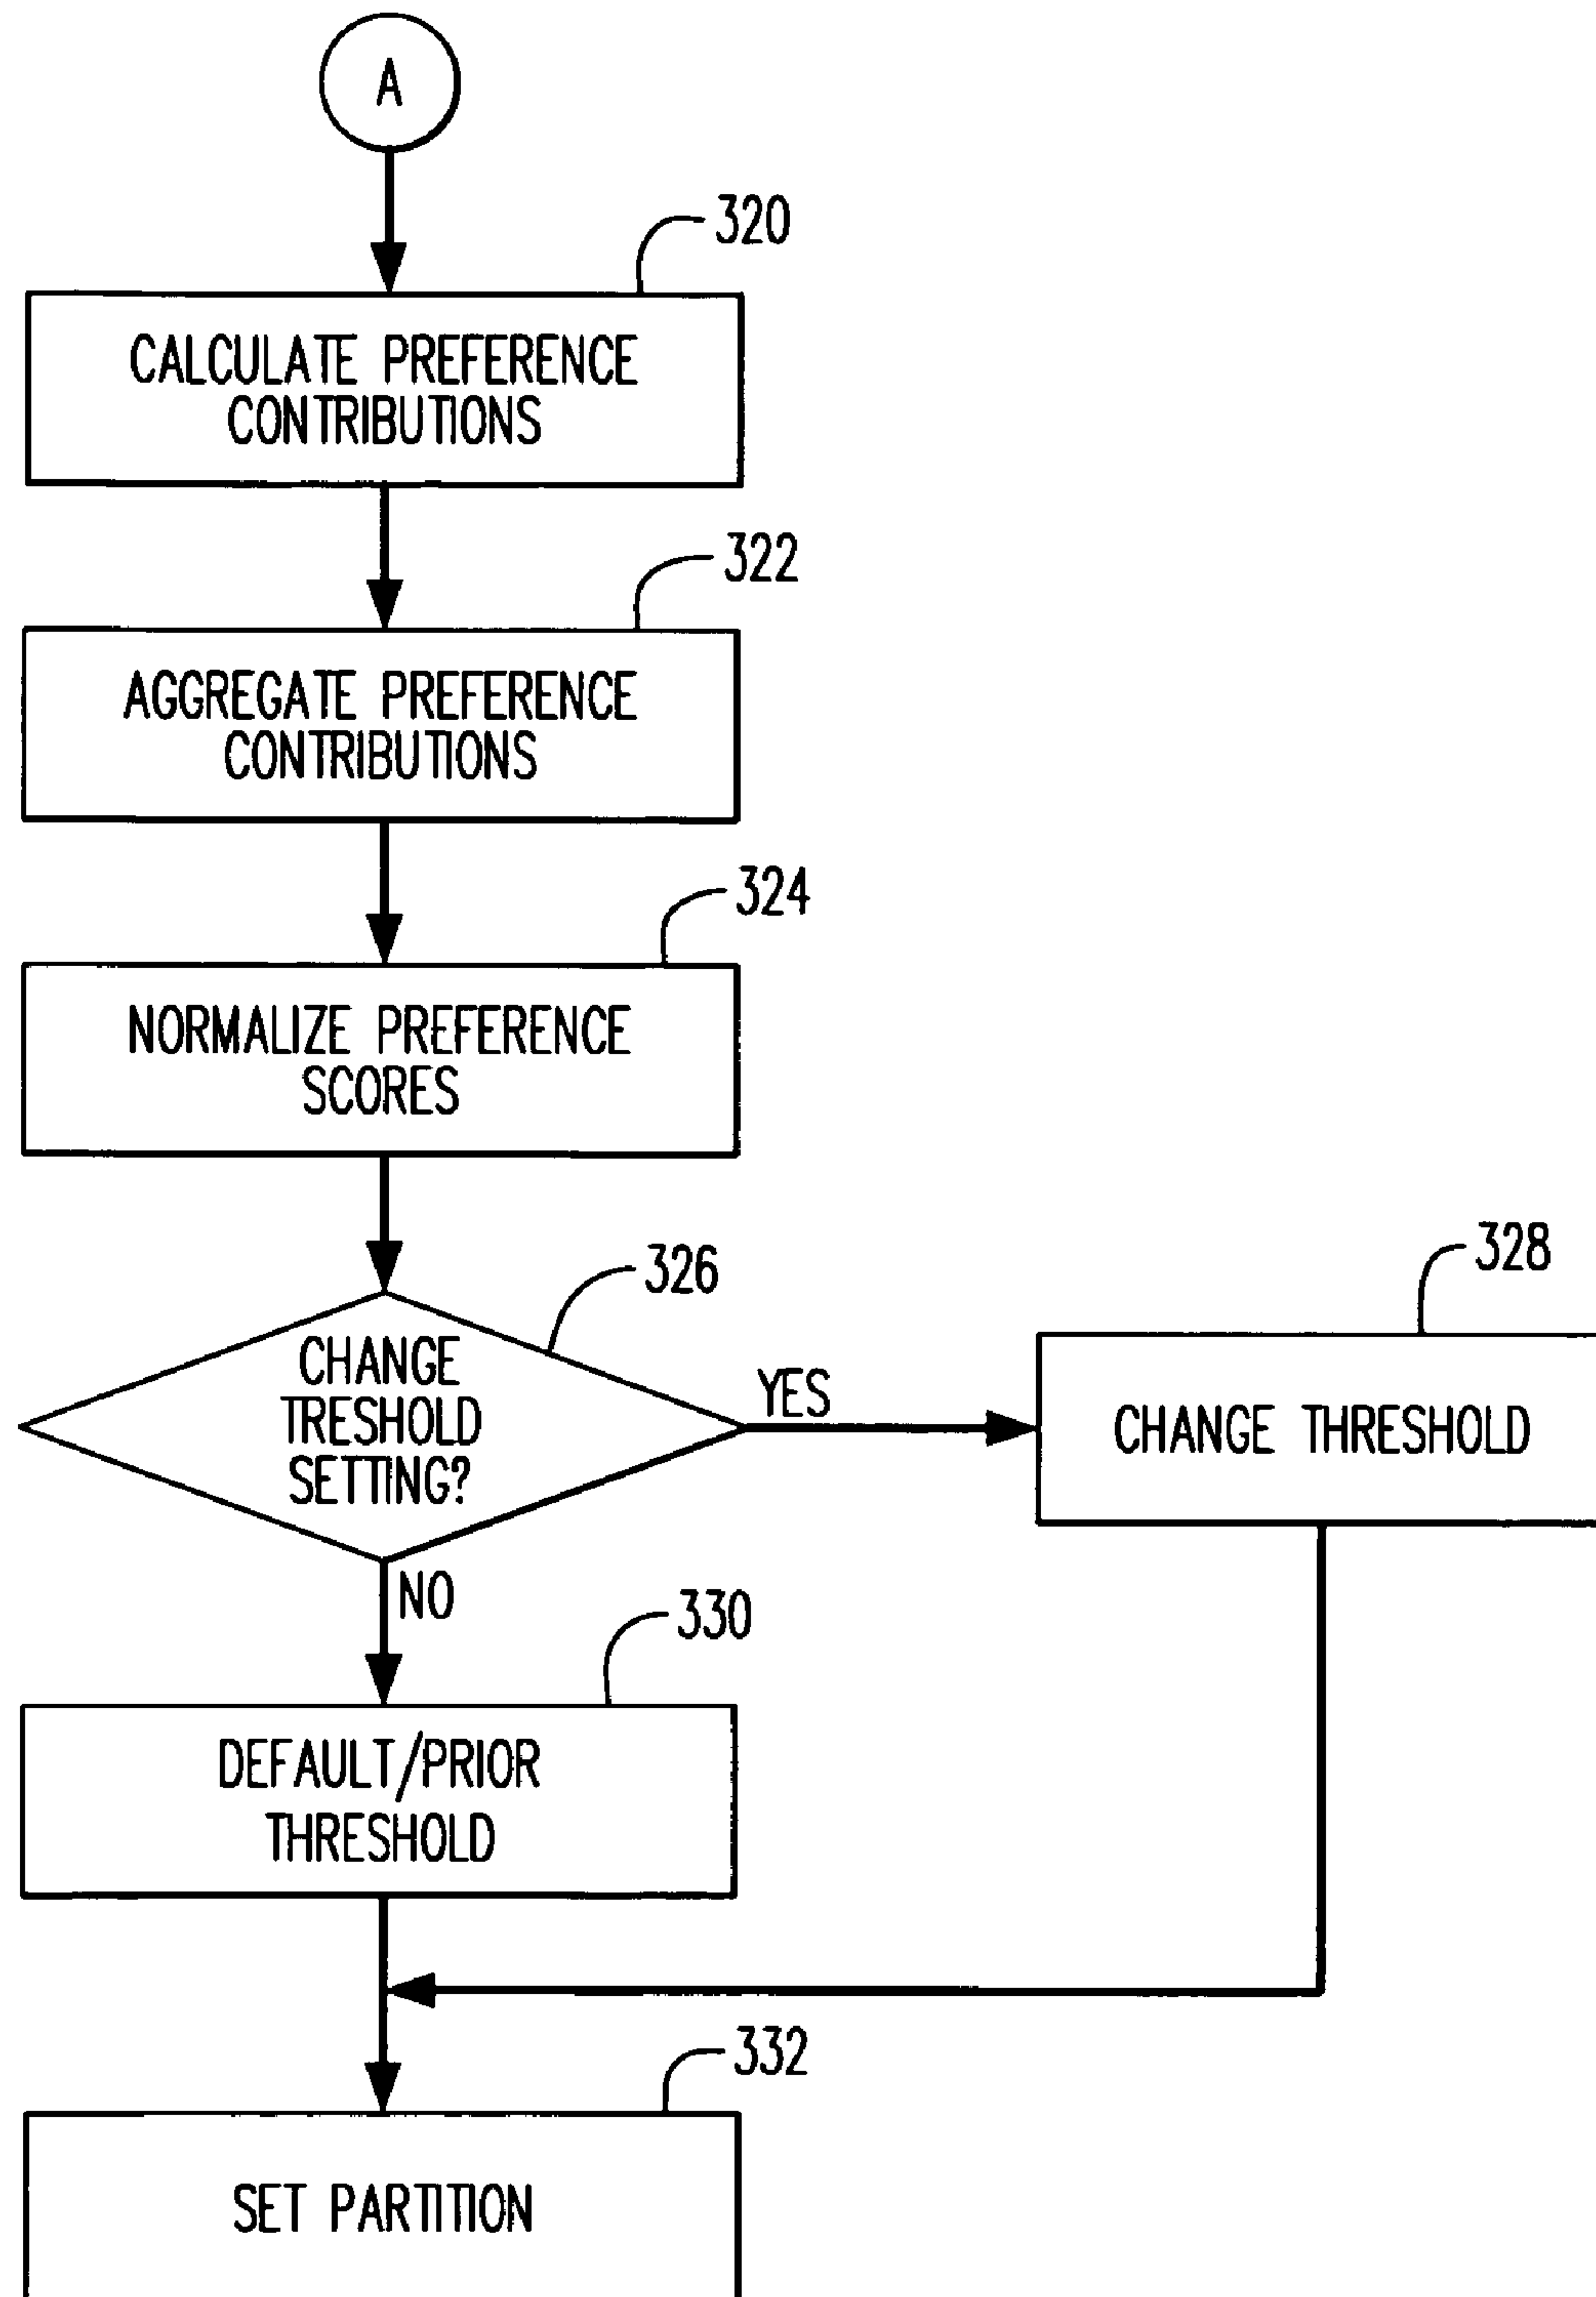 A
320
CALCULATE PREFERENCE
CONTRIBUTIONS
322
AGGREGATE PREFERENCE
CONTRIBUTIONS
324
NORMALIZE PREFERENCE
SCORES
326
CHANGE
TRESHOLD
SETTING?
YES
328
CHANGE THRESHOLD
NO
330
DEFAULT/PRIOR
THRESHOLD
332
SET PARTITION